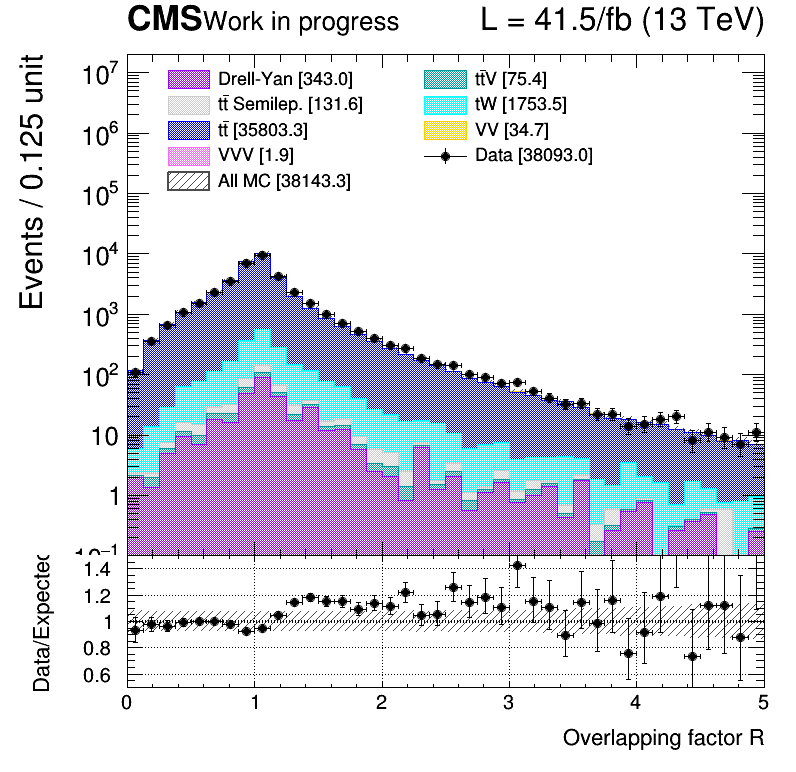 CMS Work in progress L = 41.5/fb (13 TeV)
Drell-Yan [343.0] tt̄V [75.4]
tt̄ Semilep. [131.6] tW [1753.5]
tt̄ [35803.3] VV [34.7]
VVV [1.9] Data [38093.0]
All MC [38143.3]
Events / 0.125 unit
10⁷
10⁶
10⁵
10⁴
10³
10²
10
1
10⁻¹
Data/Expected
1.4
1.2
1
0.8
0.6
0 1 2 3 4 5
Overlapping factor R